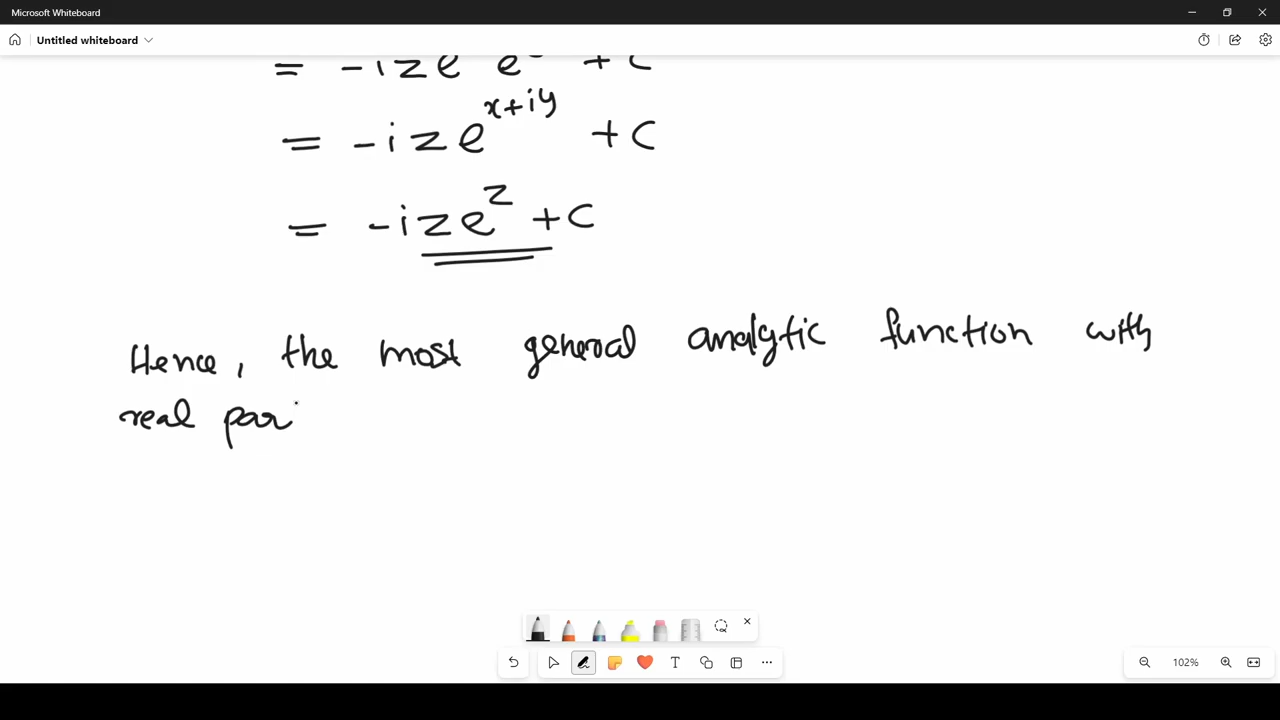 Microsoft Whiteboard
Untitled whiteboard
= -ize e + c
= -ize^{x+iy} + c
= -ize^z + c
Hence, the most general analytic function with
real par
102%